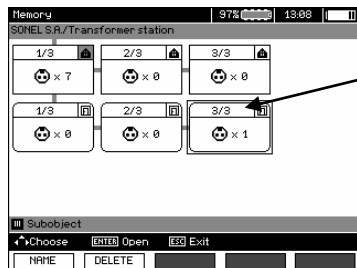 Memory 97% 13:08
SONEL S.A./Transformer station
1/3 2/3 3/3
× 7 × 0 × 0
1/3 2/3 3/3
× 0 × 0 × 1
Subobject
Choose ENTER Open ESC Exit
NAME DELETE